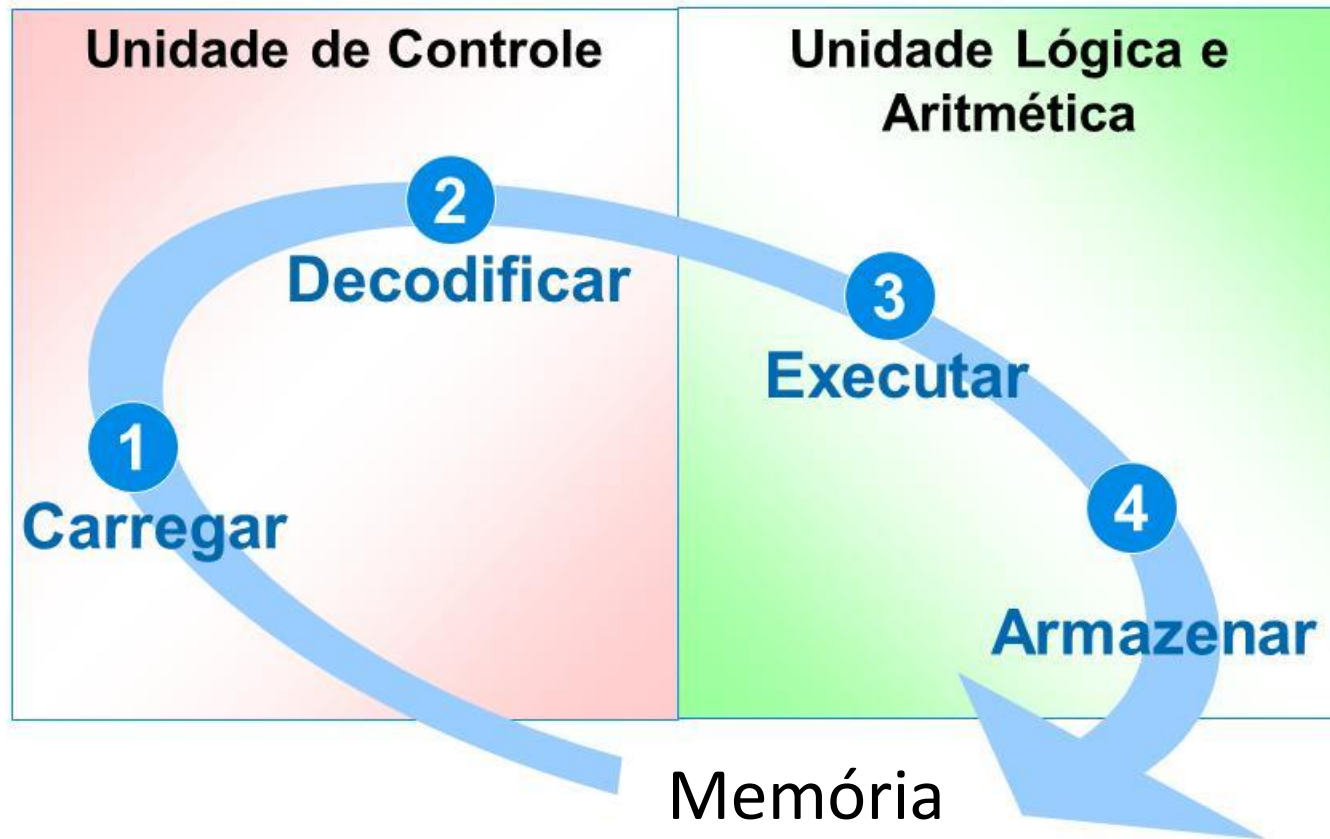 Unidade de Controle
Unidade Lógica e
Aritmética
2
Decodificar
3
Executar
1
Carregar
4
Armazenar
Memória